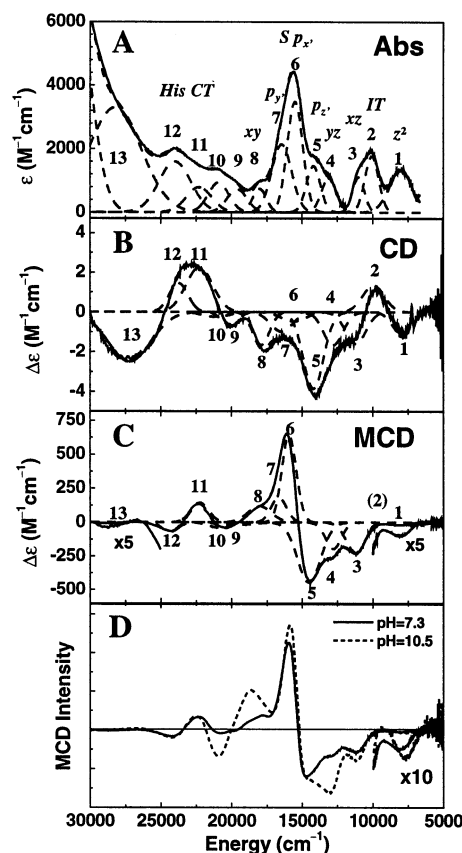 A
Abs
6000
4000
2000
0
ε (M⁻¹cm⁻¹)
S pₓ'
6
His CT
p_y'
7
p_z'
xz
IT
xy
5
yz
2
z²
12
11
10
9
8
4
3
1
13
B
CD
4
2
0
-2
-4
Δε (M⁻¹cm⁻¹)
12 11
2
6
4
13
10 9
8
7
5
3
1
C
MCD
750
500
250
0
-250
-500
Δε (M⁻¹cm⁻¹)
6
7
8
11
(2)
13
1
x5
12
10
9
x5
4
3
5
D
pH=7.3
pH=10.5
MCD Intensity
x10
30000 25000 20000 15000 10000 5000
Energy (cm⁻¹)